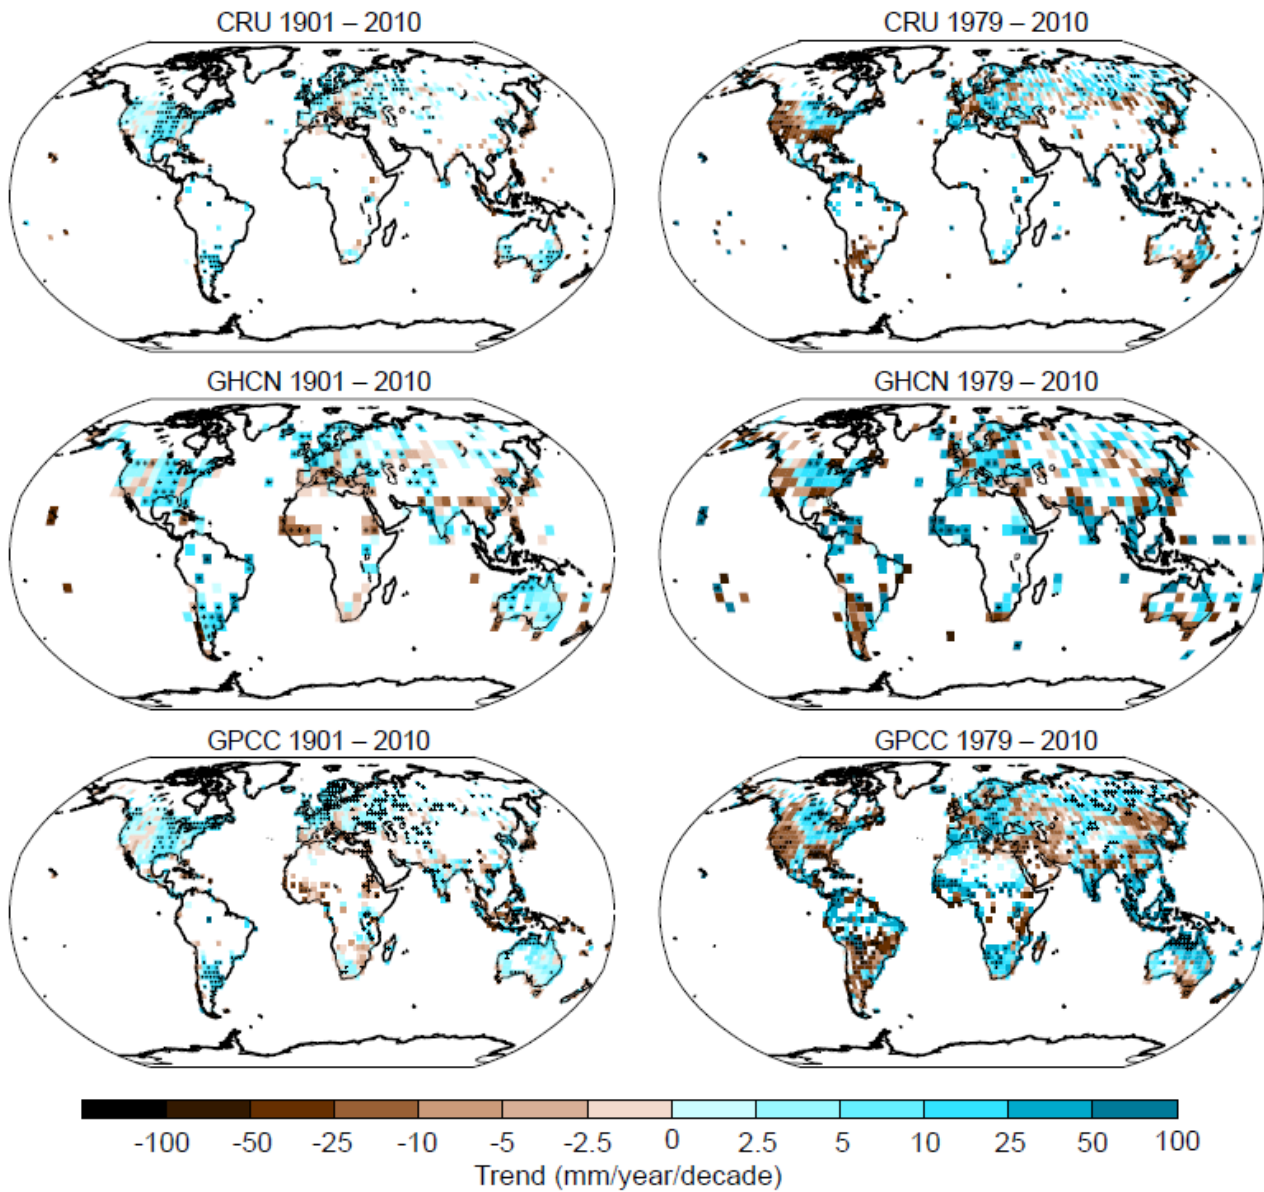 CRU 1901 – 2010
CRU 1979 – 2010
GHCN 1901 – 2010
GHCN 1979 – 2010
GPCC 1901 – 2010
GPCC 1979 – 2010
-100 -50 -25 -10 -5 -2.5 0 2.5 5 10 25 50 100
Trend (mm/year/decade)